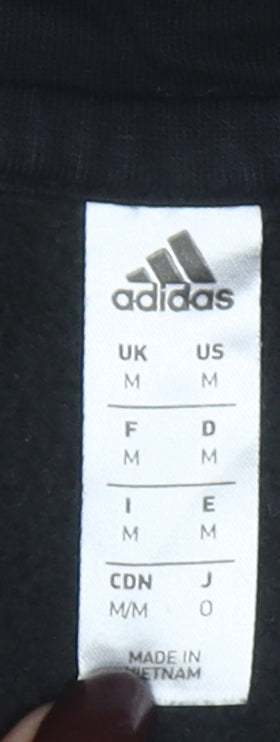 adidas
UK US
M M
F D
M M
I E
M M
CDN J
M/M O
MADE IN
VIETNAM